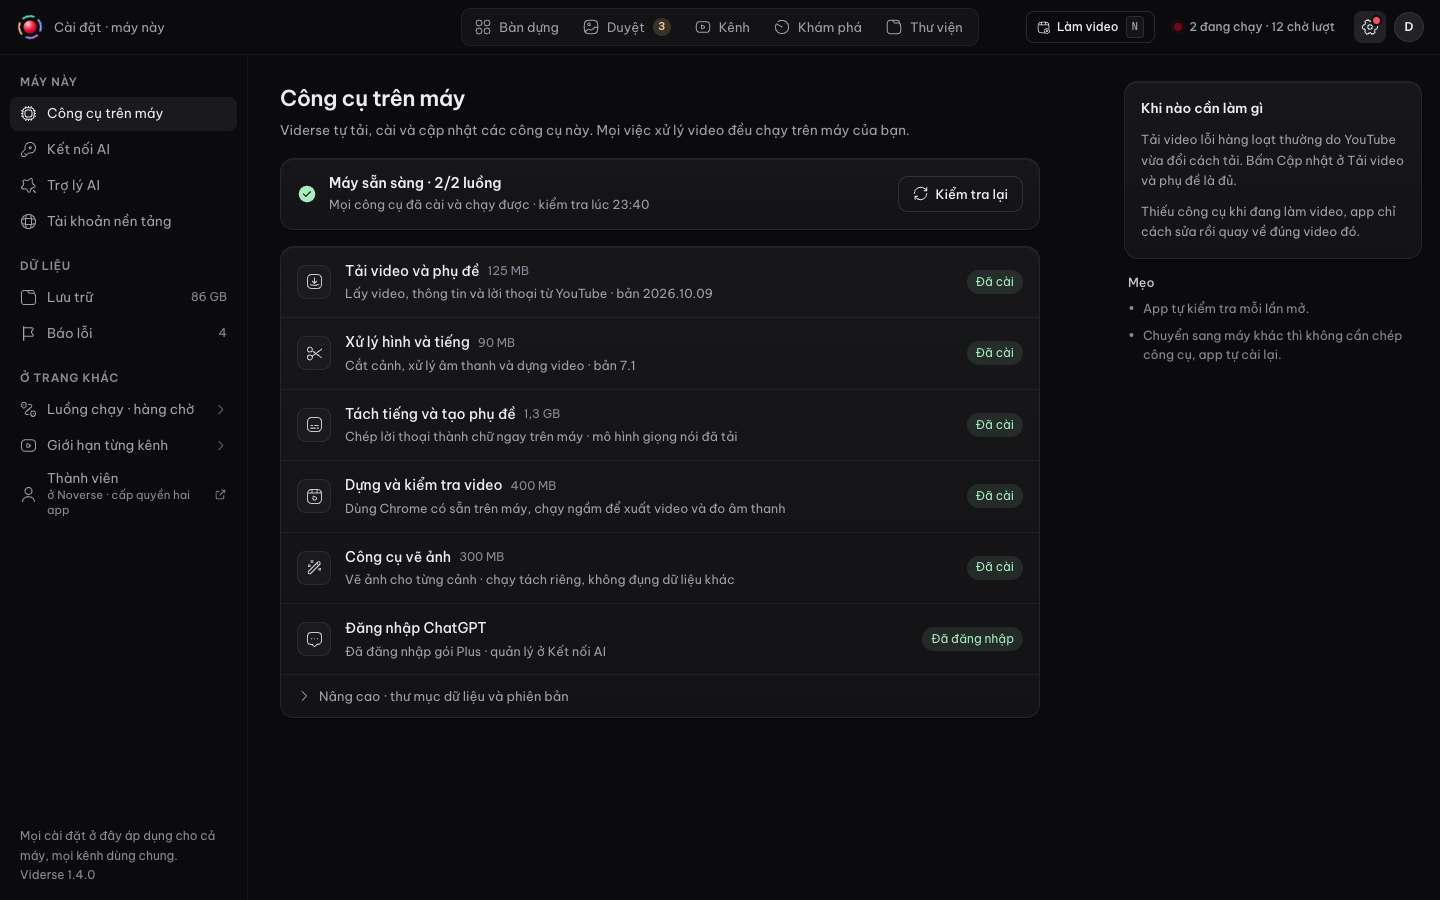 Cài đặt · máy này
Bàn dựng
Duyệt 3
Kênh
Khám phá
Thư viện
Làm video N
2 đang chạy · 12 chờ lượt
D
MÁY NÀY
Công cụ trên máy
Kết nối AI
Trợ lý AI
Tài khoản nền tảng
DỮ LIỆU
Lưu trữ 86 GB
Báo lỗi 4
Ở TRANG KHÁC
Luồng chạy · hàng chờ
Giới hạn từng kênh
Thành viên
ở Noverse · cấp quyền hai
app
Mọi cài đặt ở đây áp dụng cho cả
máy, mọi kênh dùng chung.
Viderse 1.4.0
Công cụ trên máy
Viderse tự tải, cài và cập nhật các công cụ này. Mọi việc xử lý video đều chạy trên máy của bạn.
Máy sẵn sàng · 2/2 luồng
Mọi công cụ đã cài và chạy được · kiểm tra lúc 23:40
Kiểm tra lại
Tải video và phụ đề 125 MB
Lấy video, thông tin và lời thoại từ YouTube · bản 2026.10.09
Đã cài
Xử lý hình và tiếng 90 MB
Cắt cảnh, xử lý âm thanh và dựng video · bản 7.1
Đã cài
Tách tiếng và tạo phụ đề 1,3 GB
Chép lời thoại thành chữ ngay trên máy · mô hình giọng nói đã tải
Đã cài
Dựng và kiểm tra video 400 MB
Dùng Chrome có sẵn trên máy, chạy ngầm để xuất video và đo âm thanh
Đã cài
Công cụ vẽ ảnh 300 MB
Vẽ ảnh cho từng cảnh · chạy tách riêng, không đụng dữ liệu khác
Đã cài
Đăng nhập ChatGPT
Đã đăng nhập gói Plus · quản lý ở Kết nối AI
Đã đăng nhập
Nâng cao · thư mục dữ liệu và phiên bản
Khi nào cần làm gì
Tải video lỗi hàng loạt thường do YouTube
vừa đổi cách tải. Bấm Cập nhật ở Tải video
và phụ đề là đủ.
Thiếu công cụ khi đang làm video, app chỉ
cách sửa rồi quay về đúng video đó.
Mẹo
• App tự kiểm tra mỗi lần mở.
• Chuyển sang máy khác thì không cần chép
công cụ, app tự cài lại.